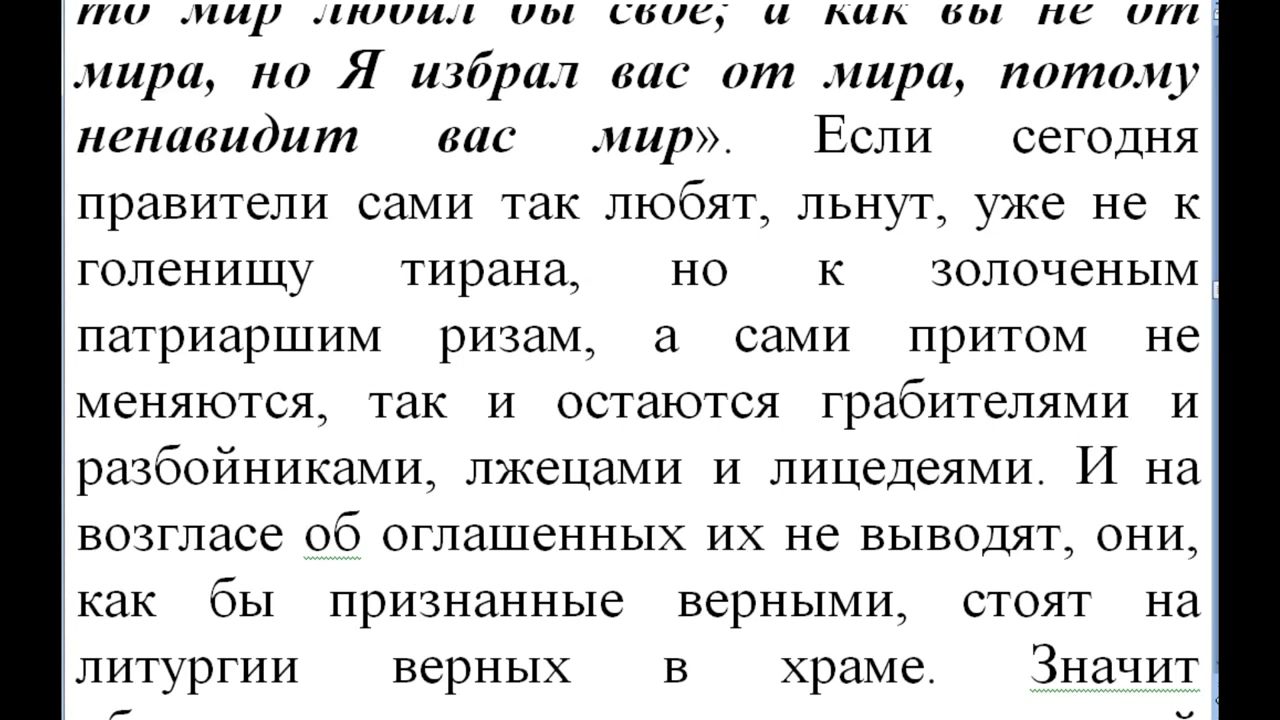 то мир любил бы свое; а как вы не от
мира, но Я избрал вас от мира, потому
ненавидит вас мир». Если сегодня
правители сами так любят, льнут, уже не к
голенищу тирана, но к золоченым
патриаршим ризам, а сами притом не
меняются, так и остаются грабителями и
разбойниками, лжецами и лицедеями. И на
возгласе об оглашенных их не выводят, они,
как бы признанные верными, стоят на
литургии верных в храме. Значит